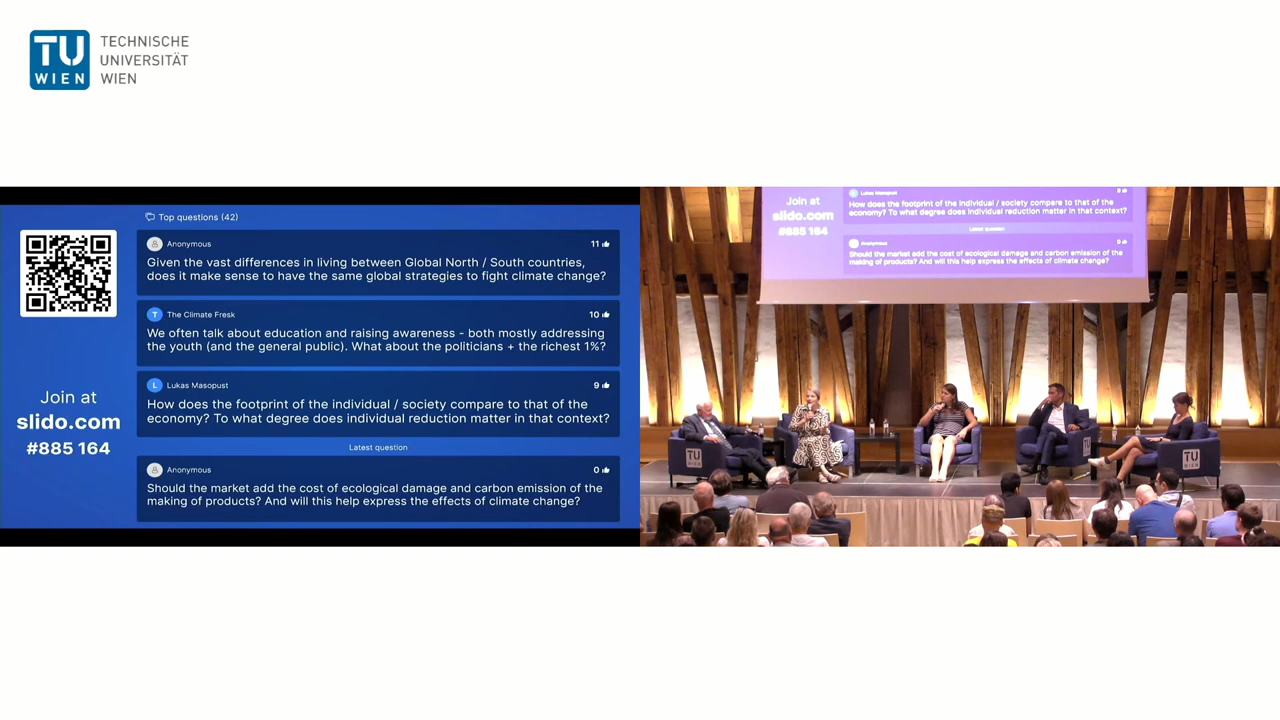 TU
WIEN
TECHNISCHE
UNIVERSITÄT
WIEN
Top questions (42)
Anonymous
11
Given the vast differences in living between Global North / South countries,
does it make sense to have the same global strategies to fight climate change?
T
The Climate Fresk
10
We often talk about education and raising awareness - both mostly addressing
the youth (and the general public). What about the politicians + the richest 1%?
L
Lukas Masopust
9
How does the footprint of the individual / society compare to that of the
economy? To what degree does individual reduction matter in that context?
Latest question
Anonymous
0
Should the market add the cost of ecological damage and carbon emission of the
making of products? And will this help express the effects of climate change?
Join at
slido.com
#885 164
Join at
slido.com
#885 164
Lukas Masopust
9
How does the footprint of the individual / society compare to that of the
economy? To what degree does individual reduction matter in that context?
Latest question
Anonymous
0
Should the market add the cost of ecological damage and carbon emission of the
making of products? And will this help express the effects of climate change?
TU
WIEN
TU
WIEN